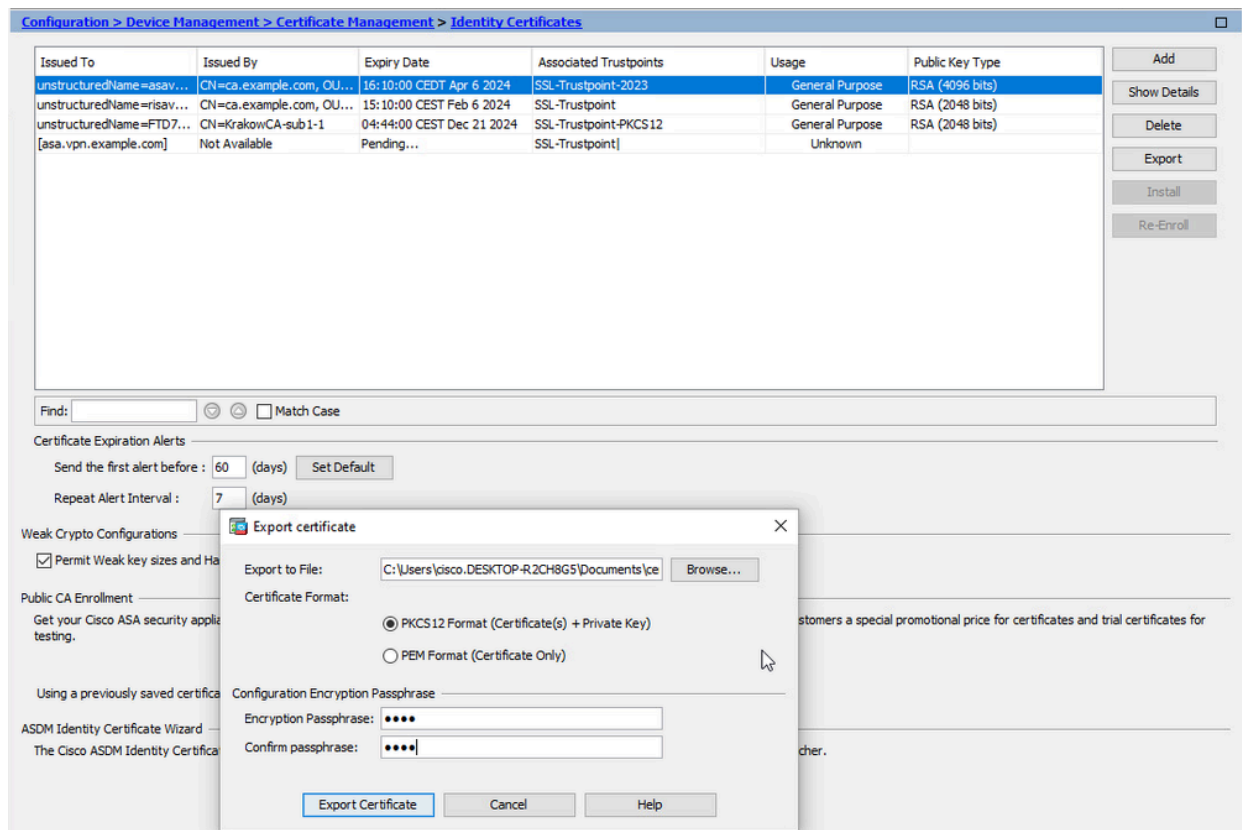 Configuration > Device Management > Certificate Management > Identity Certificates
Issued To Issued By Expiry Date Associated Trustpoints Usage Public Key Type
unstructuredName=asav... CN=ca.example.com, OU... 16:10:00 CEDT Apr 6 2024 SSL-Trustpoint-2023 General Purpose RSA (4096 bits)
unstructuredName=risav... CN=ca.example.com, OU... 15:10:00 CEST Feb 6 2024 SSL-Trustpoint General Purpose RSA (2048 bits)
unstructuredName=FTD7... CN=KrakowCA-sub1-1 04:44:00 CEST Dec 21 2024 SSL-Trustpoint-PKCS12 General Purpose RSA (2048 bits)
[asa.vpn.example.com] Not Available Pending... SSL-Trustpoint| Unknown
Add
Show Details
Delete
Export
Install
Re-Enroll
Find: Match Case
Certificate Expiration Alerts
Send the first alert before : 60 (days) Set Default
Repeat Alert Interval : 7 (days)
Weak Crypto Configurations
Permit Weak key sizes and Ha
Public CA Enrollment
Get your Cisco ASA security applia stomers a special promotional price for certificates and trial certificates for
testing.
Using a previously saved certifica
ASDM Identity Certificate Wizard
The Cisco ASDM Identity Certifica cher.
Export certificate
Export to File: C:\Users\cisco.DESKTOP-R2CH8G5\Documents\ce Browse...
Certificate Format:
PKCS12 Format (Certificate(s) + Private Key)
PEM Format (Certificate Only)
Configuration Encryption Passphrase
Encryption Passphrase: ••••
Confirm passphrase: ••••
Export Certificate Cancel Help